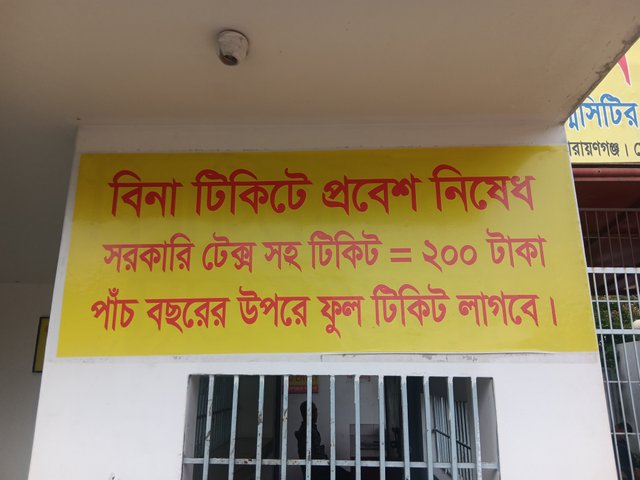 বিনা টিকিটে প্রবেশ নিষেধ
সরকারি টেক্স সহ টিকিট = ২০০ টাকা
পাঁচ বছরের উপরে ফুল টিকিট লাগবে।